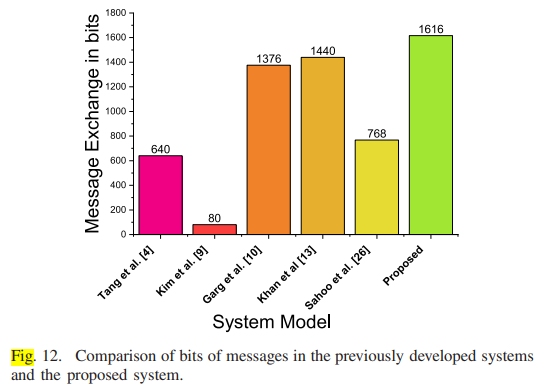 Message Exchange in bits
1800
1600
1400
1200
1000
800
600
400
200
0
640
80
1376
1440
768
1616
Tang et al. [4]
Kim et al. [9]
Garg et al. [10]
Khan et al [13]
Sahoo et al. [26]
Proposed
System Model
Fig. 12. Comparison of bits of messages in the previously developed systems
and the proposed system.